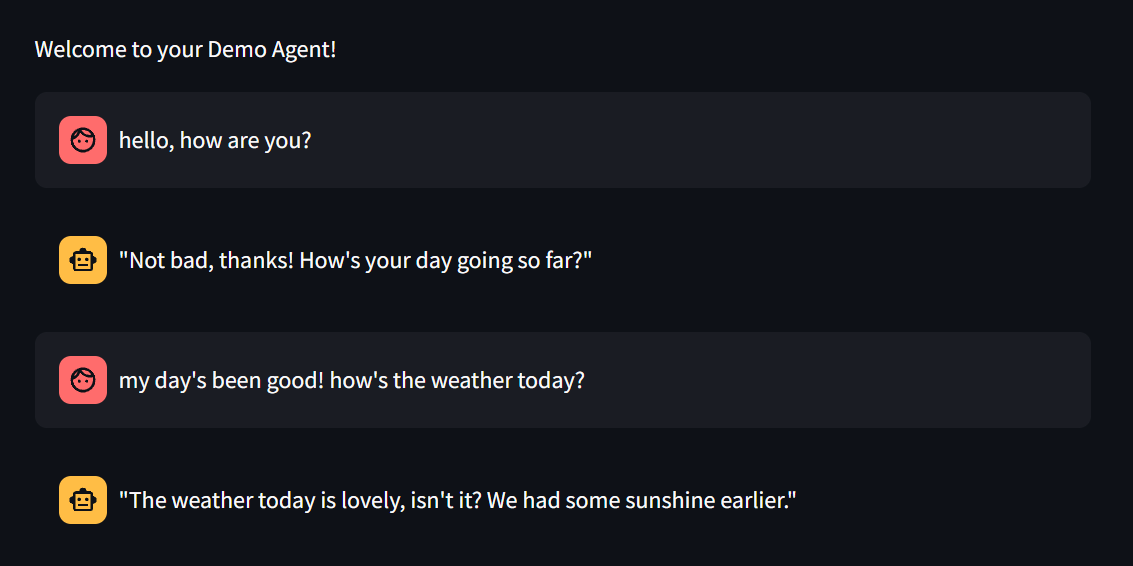 Welcome to your Demo Agent!
hello, how are you?
"Not bad, thanks! How's your day going so far?"
my day's been good! how's the weather today?
"The weather today is lovely, isn't it? We had some sunshine earlier."